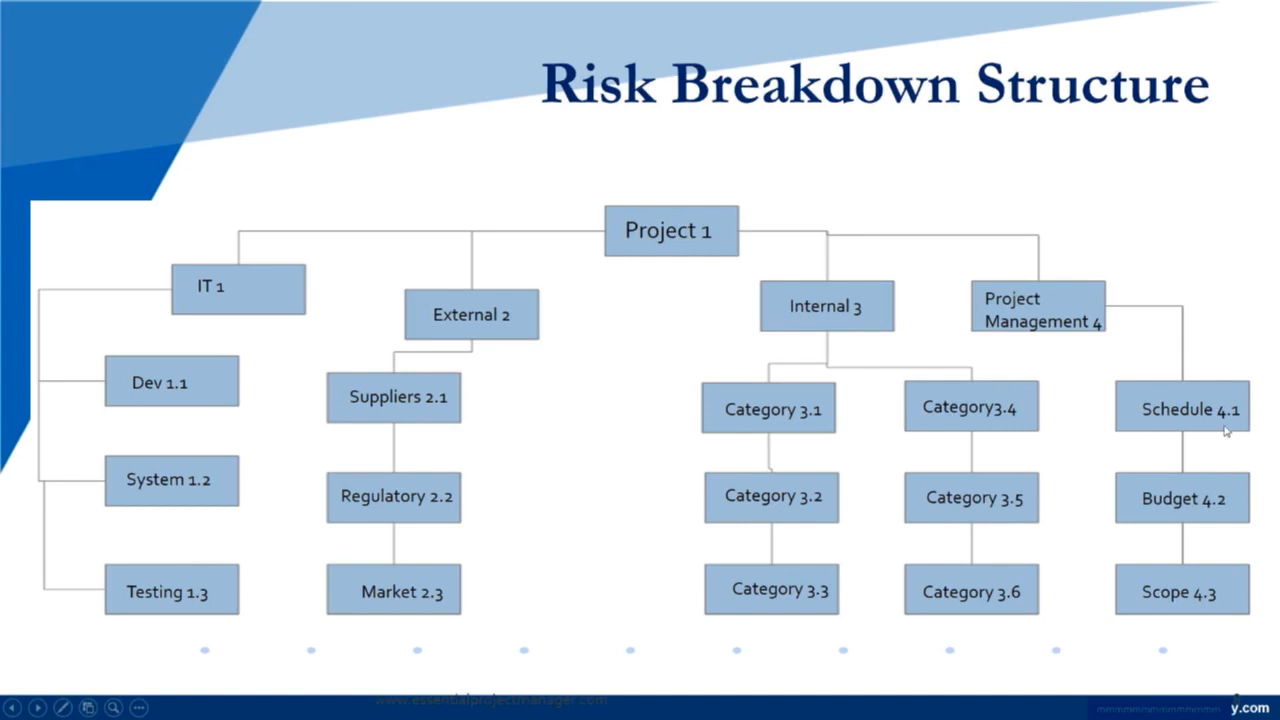 Risk Breakdown Structure
Project 1
IT 1
External 2
Internal 3
Project
Management 4
Dev 1.1
Suppliers 2.1
Category 3.1
Category3.4
Schedule 4.1
System 1.2
Regulatory 2.2
Category 3.2
Category 3.5
Budget 4.2
Testing 1.3
Market 2.3
Category 3.3
Category 3.6
Scope 4.3
www.essentialprojectmanager.com
y.com